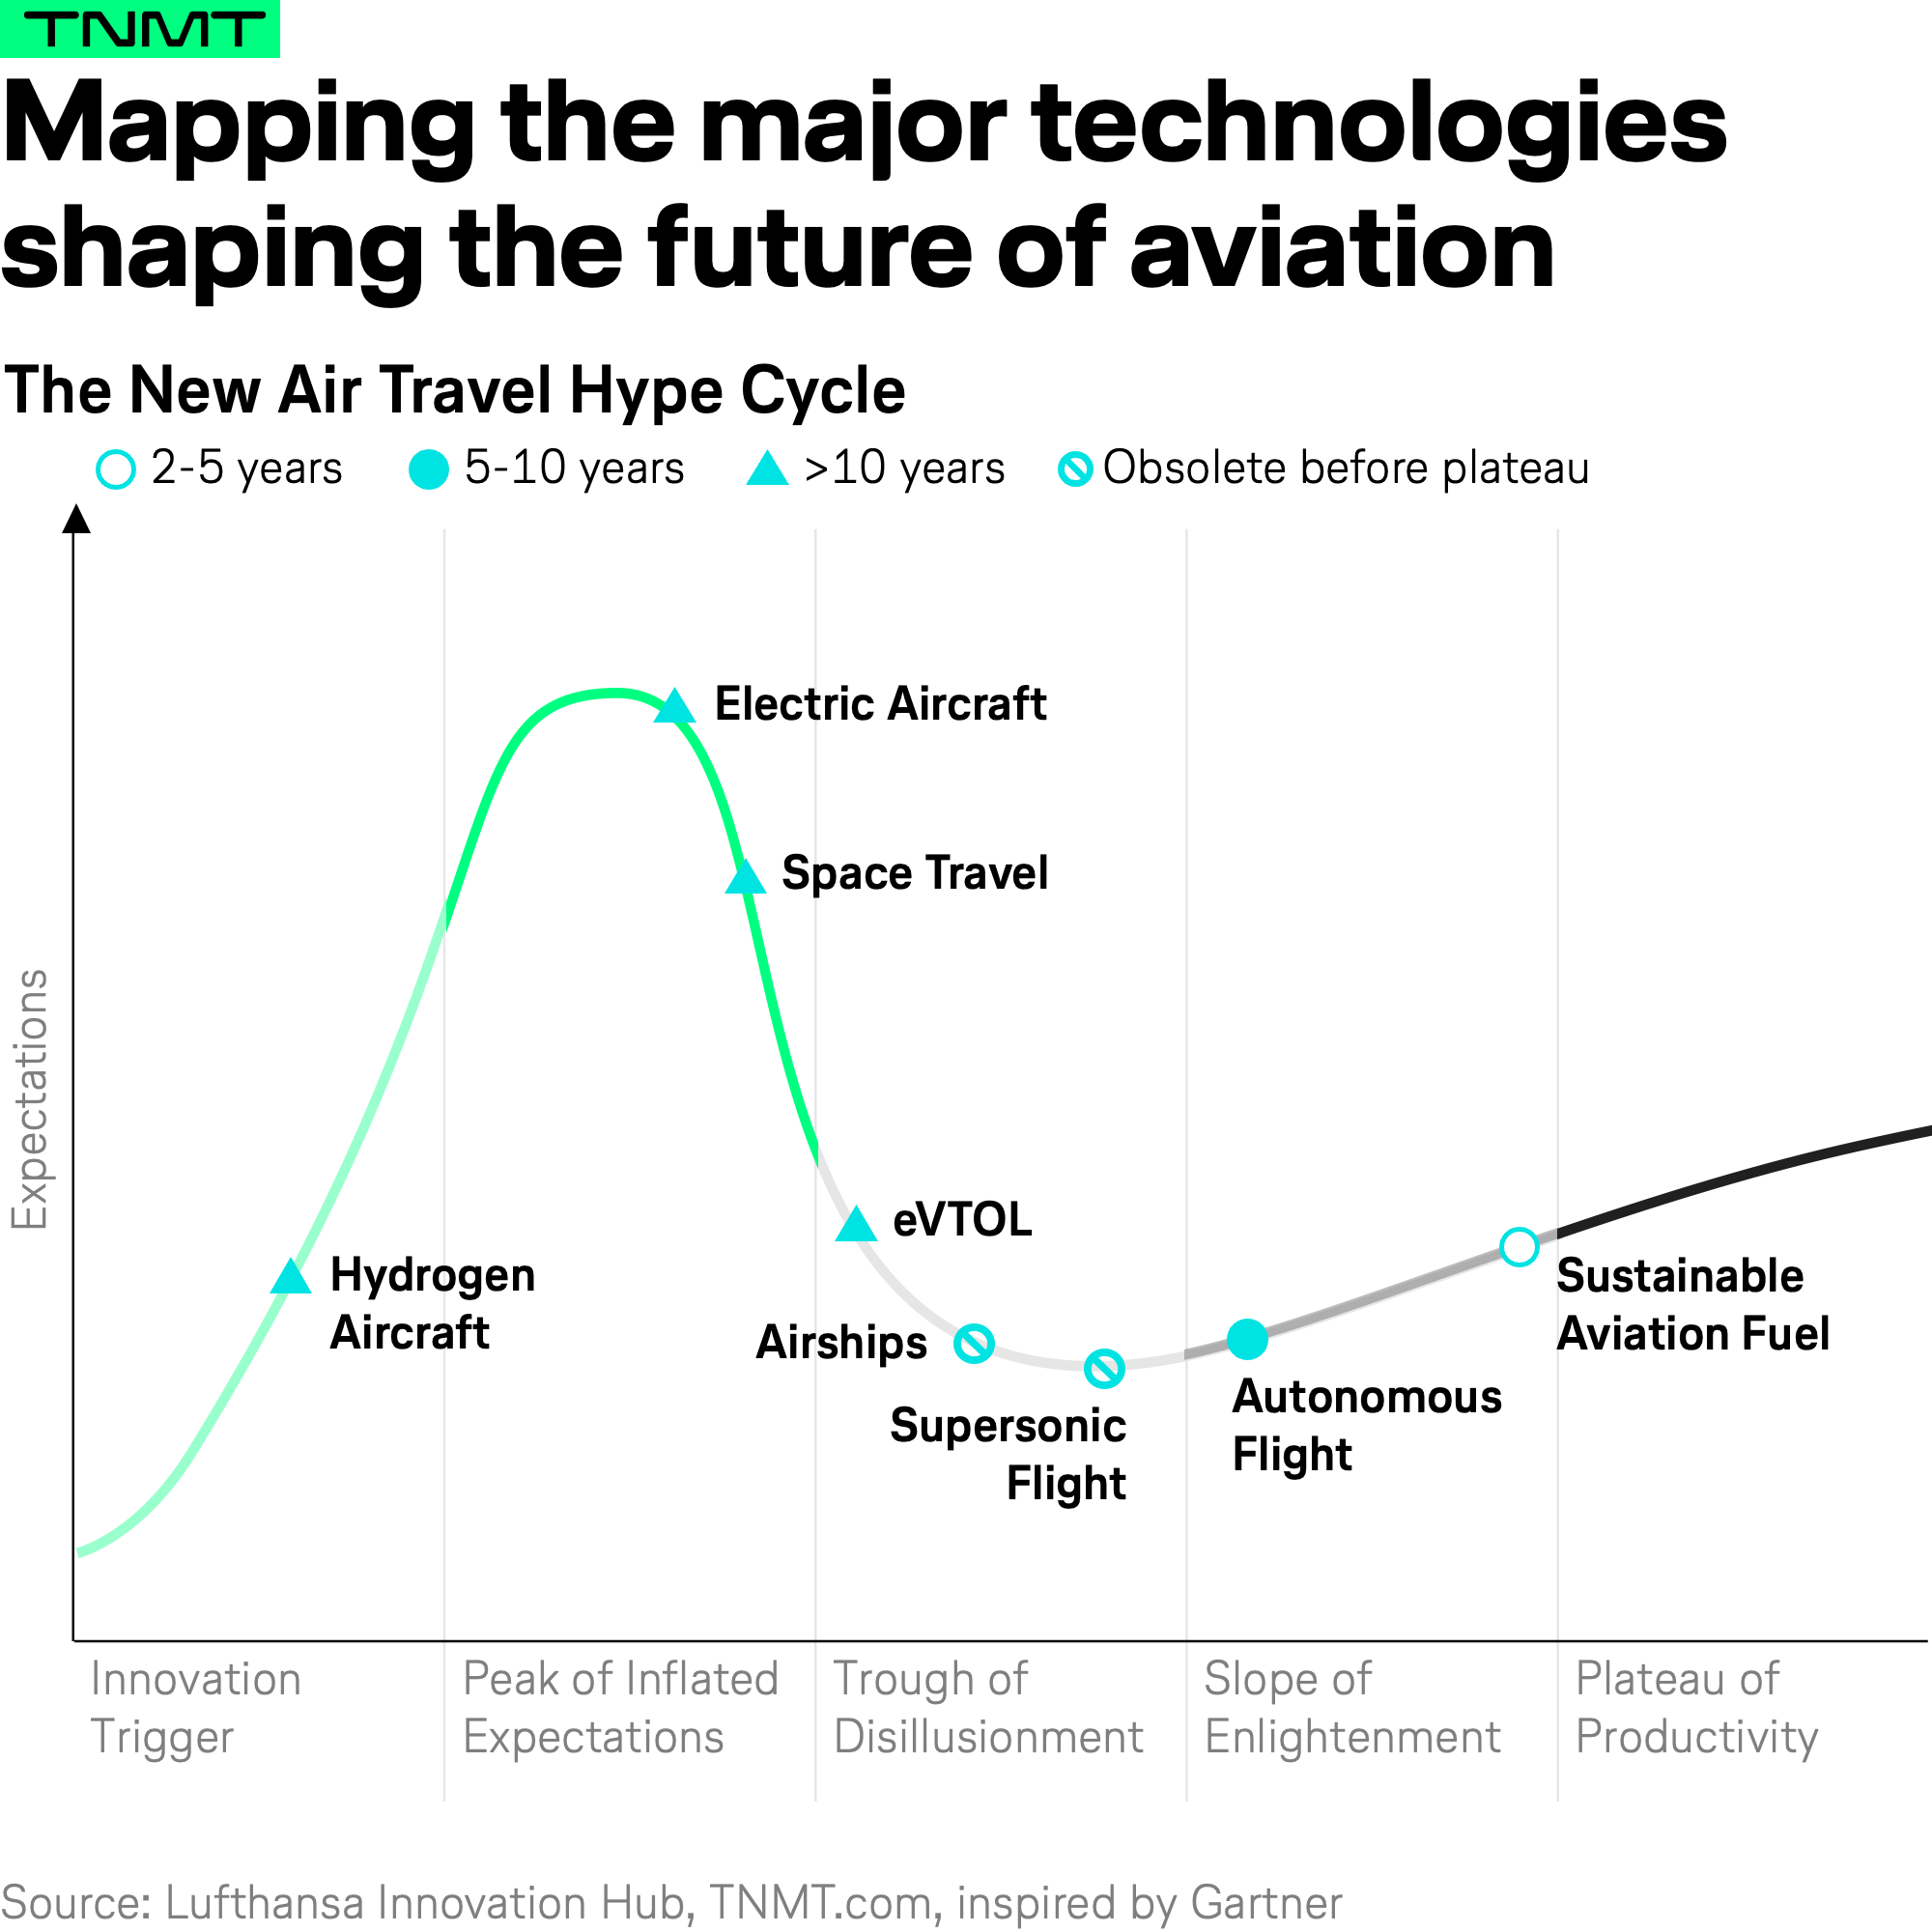 TNMT
Mapping the major technologies
shaping the future of aviation
The New Air Travel Hype Cycle
2-5 years
5-10 years
>10 years
Obsolete before plateau
Expectations
Electric Aircraft
Space Travel
eVTOL
Hydrogen
Aircraft
Airships
Supersonic
Flight
Autonomous
Flight
Sustainable
Aviation Fuel
Innovation
Trigger
Peak of Inflated
Expectations
Trough of
Disillusionment
Slope of
Enlightenment
Plateau of
Productivity
Source: Lufthansa Innovation Hub, TNMT.com, inspired by Gartner